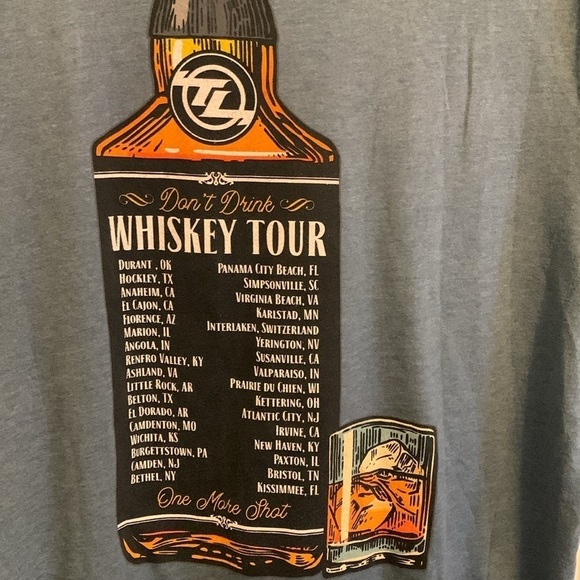 TL
Don't Drink
WHISKEY TOUR
DURANT , OK
HOCKLEY, TX
ANAHEIM, CA
EL CAJON, CA
FLORENCE, AZ
MARION, IL
ANGOLA, IN
RENFRO VALLEY, KY
ASHLAND, VA
LITTLE ROCK, AR
BELTON, TX
EL DORADO, AR
CAMDENTON, MO
WICHITA, KS
BURGETTSTOWN, PA
CAMDEN, NJ
BETHEL, NY
PANAMA CITY BEACH, FL
SIMPSONVILLE, SC
VIRGINIA BEACH, VA
KARLSTAD, MN
INTERLAKEN, SWITZERLAND
YERINGTON, NV
SUSANVILLE, CA
VALPARAISO, IN
PRAIRIE DU CHIEN, WI
KETTERING, OH
ATLANTIC CITY, NJ
IRVINE, CA
NEW HAVEN, KY
PAXTON, IL
BRISTOL, TN
KISSIMMEE, FL
One More Shot